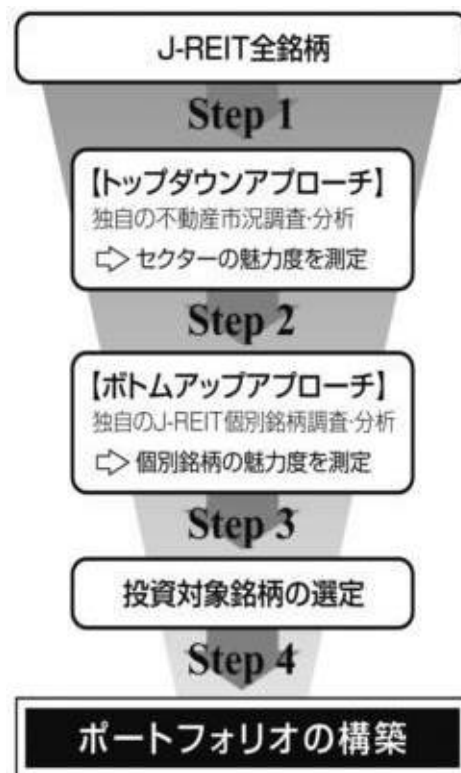 J-REIT全銘柄
Step 1
【トップダウンアプローチ】
独自の不動産市況調査・分析
⇨ セクターの魅力度を測定
Step 2
【ボトムアップアプローチ】
独自のJ-REIT個別銘柄調査・分析
⇨ 個別銘柄の魅力度を測定
Step 3
投資対象銘柄の選定
Step 4
ポートフォリオの構築